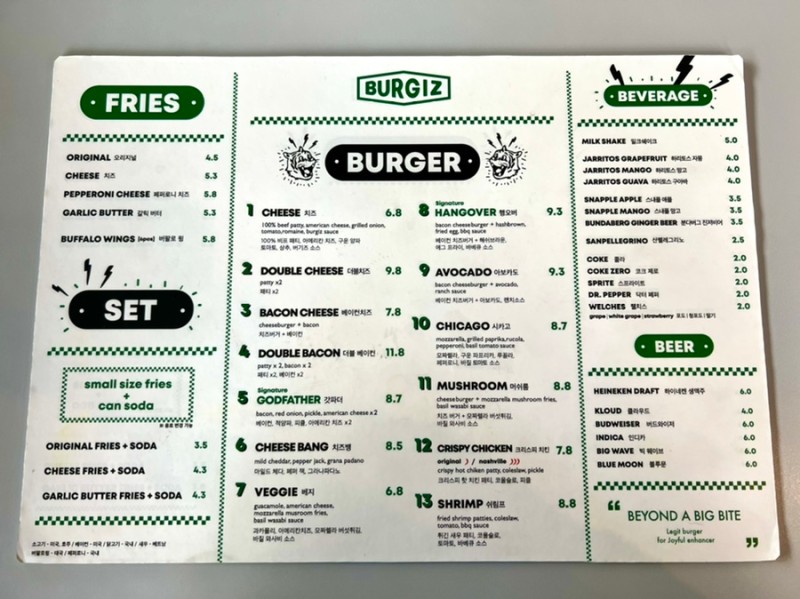 FRIES
ORIGINAL 오리지널 4.5
CHEESE 치즈 5.3
PEPPERONI CHEESE 페퍼로니 치즈 5.8
GARLIC BUTTER 갈릭 버터 5.3
BUFFALO WINGS (6pcs) 버팔로 윙 5.8
SET
small size fries
+
can soda
※ 음료 변경 가능
ORIGINAL FRIES + SODA 3.5
CHEESE FRIES + SODA 4.3
GARLIC BUTTER FRIES + SODA 4.3
소고기 - 미국, 호주 / 베이컨 - 미국 / 닭고기 - 국내 / 새우 - 베트남
버팔로윙 - 태국 / 페퍼로니 - 국내
BURGIZ
BURGER
1 CHEESE 치즈 6.8
100% beef patty, american cheese, grilled onion,
tomato, romaine, burgiz sauce
100% 비프 패티, 아메리칸 치즈, 구운 양파
토마토, 상추, 버기즈 소스
2 DOUBLE CHEESE 더블치즈 9.8
patty x2
패티 x2
3 BACON CHEESE 베이컨치즈 7.8
cheeseburger + bacon
치즈버거 + 베이컨
4 DOUBLE BACON 더블 베이컨 11.8
patty x 2, bacon x 2
패티 x2, 베이컨 x2
Signature
5 GODFATHER 갓파더 8.7
bacon, red onion, pickle, american cheese x2
베이컨, 적양파, 피클, 아메리칸 치즈 x2
6 CHEESE BANG 치즈뱅 8.5
mild cheddar, pepper jack, grana padano
마일드 체다, 페퍼 잭, 그라나파다노
7 VEGGIE 베지 6.8
guacamole, american cheese,
mozzarella musroom fries,
basil wasabi sauce
과카몰리, 아메리칸치즈, 모짜렐라 버섯튀김,
바질 와사비 소스
Signature
8 HANGOVER 행오버 9.3
bacon cheeseburger + hashbrown,
fried egg, bbq sauce
베이컨 치즈버거 + 해쉬브라운,
에그 프라이, 바베큐 소스
9 AVOCADO 아보카도 9.3
bacon cheeseburger + avocado,
ranch sauce
베이컨 치즈버거 + 아보카도, 랜치소스
10 CHICAGO 시카고 8.7
mozzarella, grilled paprika, rucola,
pepperoni, basil tomato sauce
모짜렐라, 구운 파프리카, 루꼴라,
페퍼로니, 바질 토마토 소스
11 MUSHROOM 머쉬룸 8.8
cheeseburger + mozzarella mushroom fries,
basil wasabi sauce
치즈 버거 + 모짜렐라 버섯튀김,
바질 와사비 소스
12 CRISPY CHICKEN 크리스피 치킨 7.8
original ) / nashville )))
crispy hot chiken patty, coleslaw, pickle
크리스피 핫 치킨 패티, 코울슬로, 피클
13 SHRIMP 쉬림프 8.8
fried shrimp patties, coleslaw,
tomato, bbq sauce
튀긴 새우 패티, 코울슬로,
토마토, 바베큐 소스
BEVERAGE
MILK SHAKE 밀크쉐이크 5.0
JARRITOS GRAPEFRUIT 하리토스 자몽 4.0
JARRITOS MANGO 하리토스 망고 4.0
JARRITOS GUAVA 하리토스 구아바 4.0
SNAPPLE APPLE 스내플 애플 3.5
SNAPPLE MANGO 스내플 망고 3.5
BUNDABERG GINGER BEER 분다버그 진저비어 3.5
SANPELLEGRINO 산펠레그리노 2.5
COKE 콜라 2.0
COKE ZERO 코크 제로 2.0
SPRITE 스프라이트 2.0
DR. PEPPER 닥터 페퍼 2.0
WELCHES 웰치스 2.0
grape | white grape | strawberry 포도 | 청포도 | 딸기
BEER
HEINEKEN DRAFT 하이네켄 생맥주 6.0
KLOUD 클라우드 4.0
BUDWEISER 버드와이저 6.0
INDICA 인디카 6.0
BIG WAVE 빅 웨이브 6.0
BLUE MOON 블루문 6.0
“ BEYOND A BIG BITE
Legit burger
for Joyful enhancer ”